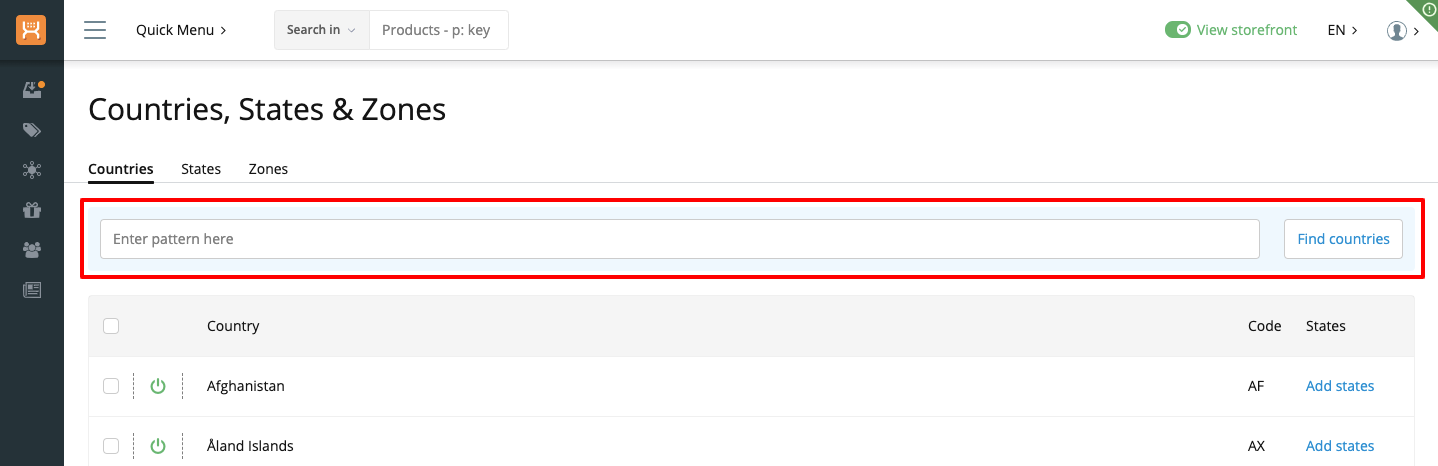 Quick Menu
Search in
Products - p: key
View storefront
EN
Countries, States & Zones
Countries States Zones
Enter pattern here
Find countries
Country Code States
Afghanistan AF Add states
Åland Islands AX Add states